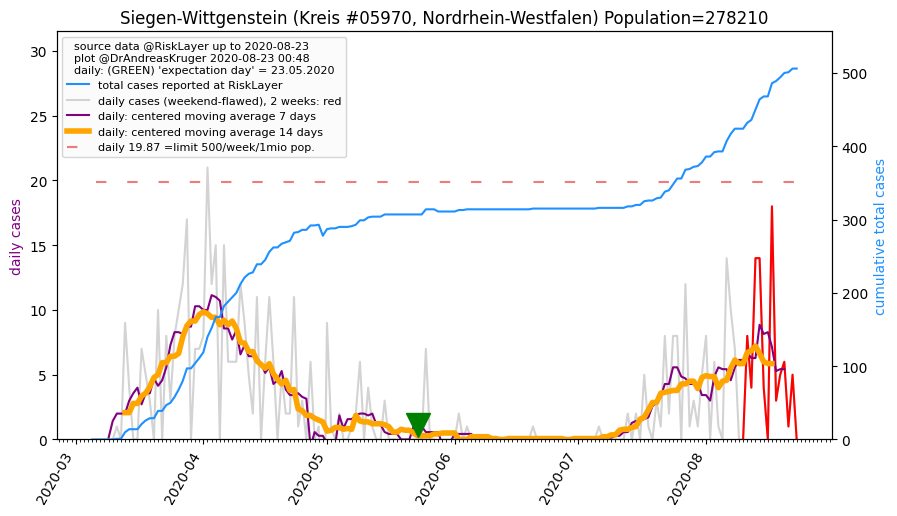 Siegen-Wittgenstein (Kreis #05970, Nordrhein-Westfalen) Population=278210
source data @RiskLayer up to 2020-08-23
plot @DrAndreasKruger 2020-08-23 00:48
daily: (GREEN) 'expectation day' = 23.05.2020
total cases reported at RiskLayer
daily cases (weekend-flawed), 2 weeks: red
daily: centered moving average 7 days
daily: centered moving average 14 days
daily 19.87 =limit 500/week/1mio pop.
daily cases
30
25
20
15
10
5
0
cumulative total cases
500
400
300
200
100
0
2020-03
2020-04
2020-05
2020-06
2020-07
2020-08